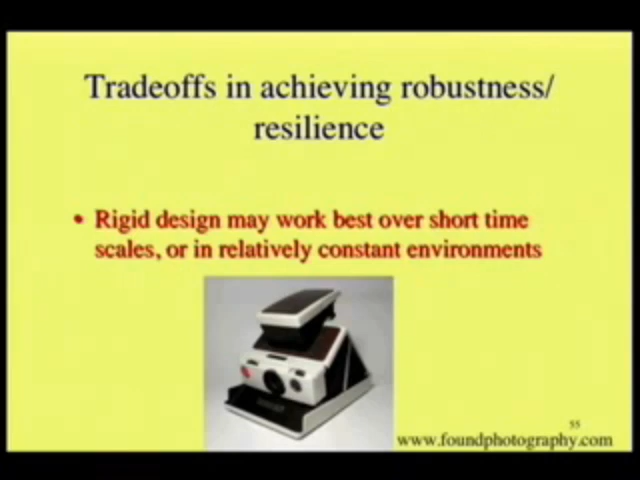 Tradeoffs in achieving robustness/
resilience
• Rigid design may work best over short time
scales, or in relatively constant environments
55
www.foundphotography.com